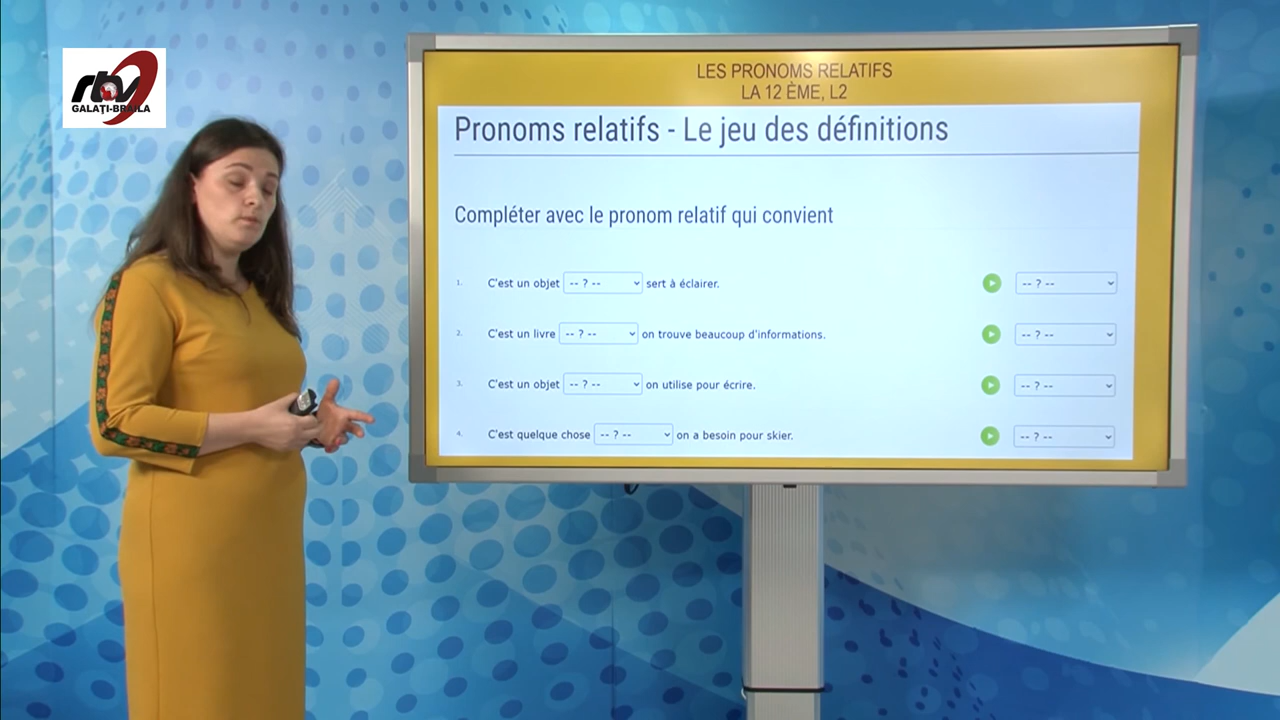 rtv
GALAȚI-BRĂILA
LES PRONOMS RELATIFS
LA 12 ÈME, L2
Pronoms relatifs - Le jeu des définitions
Compléter avec le pronom relatif qui convient
1. C'est un objet -- ? -- sert à éclairer. -- ? --
2. C'est un livre -- ? -- on trouve beaucoup d'informations. -- ? --
3. C'est un objet -- ? -- on utilise pour écrire. -- ? --
4. C'est quelque chose -- ? -- on a besoin pour skier. -- ? --